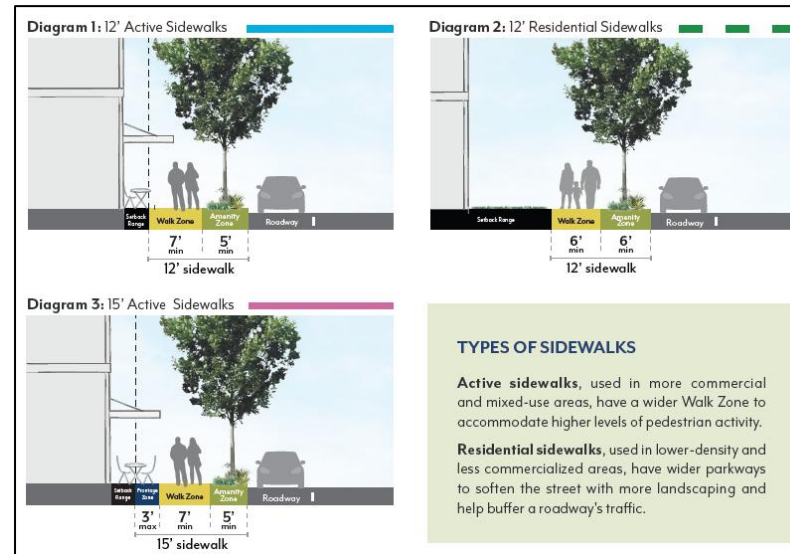 Diagram 1: 12' Active Sidewalks
Setback Range
Walk Zone
Amenity Zone
Roadway
7' min
5' min
12' sidewalk
Diagram 2: 12' Residential Sidewalks
Setback Range
Walk Zone
Amenity Zone
Roadway
6' min
6' min
12' sidewalk
Diagram 3: 15' Active Sidewalks
Setback Range
Frontage Zone
Walk Zone
Amenity Zone
Roadway
3' max
7' min
5' min
15' sidewalk
TYPES OF SIDEWALKS
Active sidewalks, used in more commercial
and mixed-use areas, have a wider Walk Zone to
accommodate higher levels of pedestrian activity.
Residential sidewalks, used in lower-density and
less commercialized areas, have wider parkways
to soften the street with more landscaping and
help buffer a roadway's traffic.